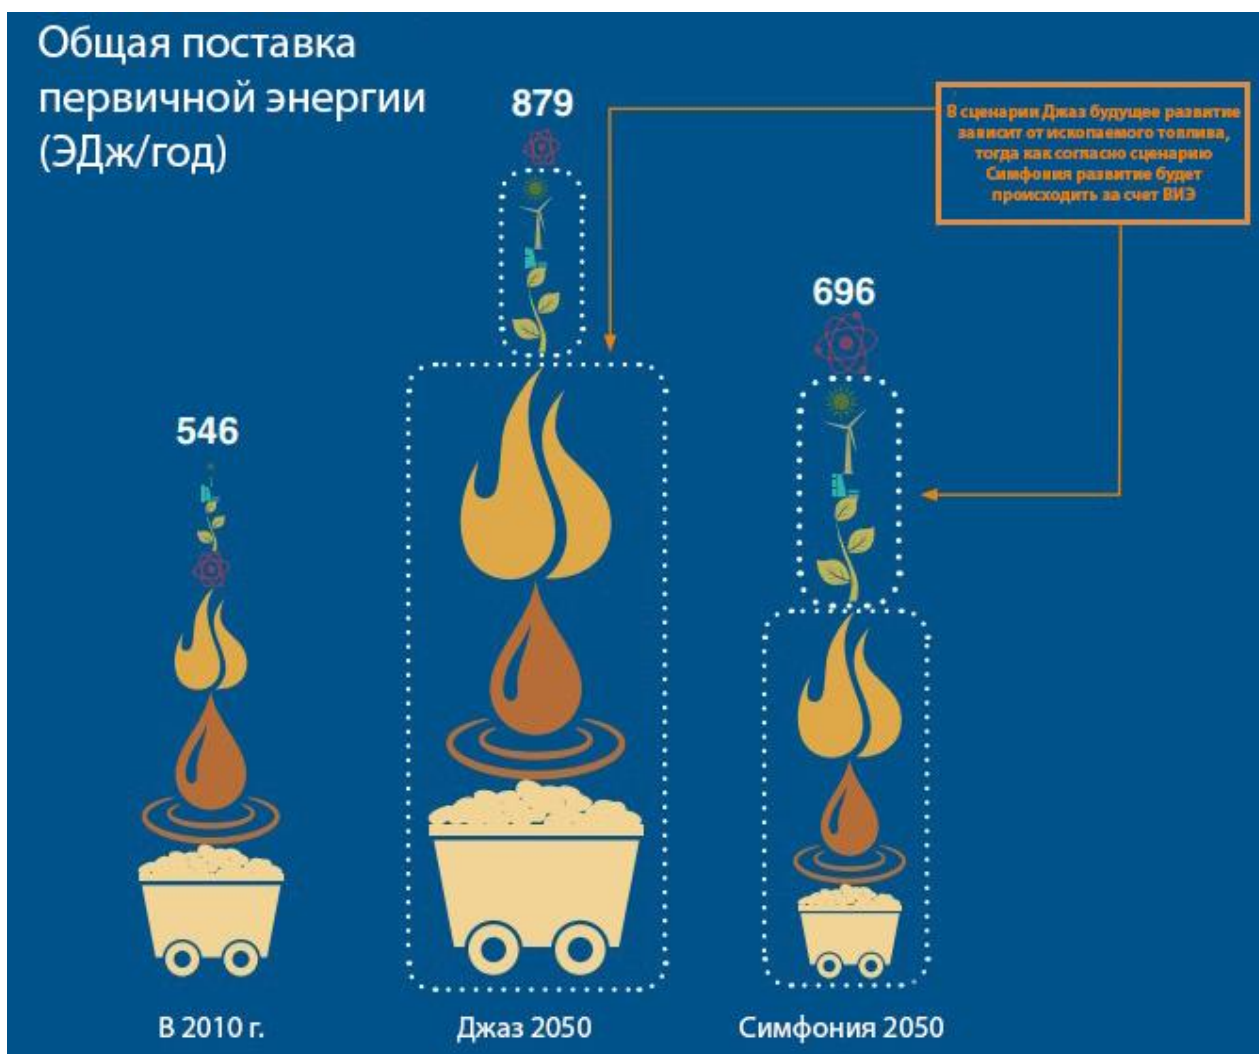 Общая поставка
первичной энергии
(ЭДж/год)
879
В сценарии Джаз будущее развитие
зависит от ископаемого топлива,
тогда как согласно сценарию
Симфония развитие будет
происходить за счет ВИЭ
696
546
В 2010 г.
Джаз 2050
Симфония 2050